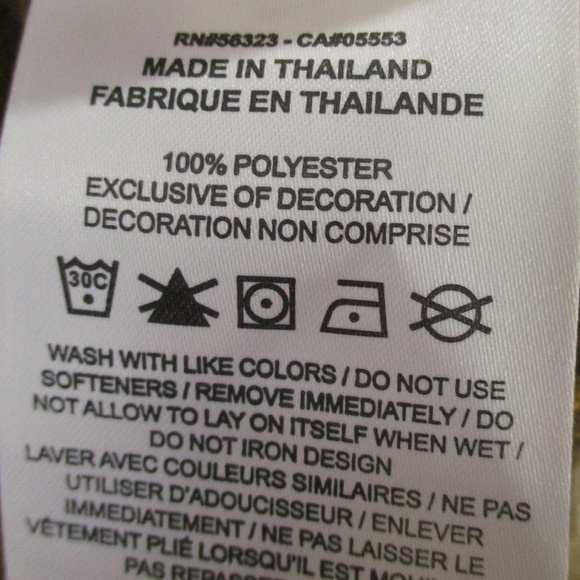 RN#56323 - CA#05553
MADE IN THAILAND
FABRIQUE EN THAILANDE
100% POLYESTER
EXCLUSIVE OF DECORATION /
DECORATION NON COMPRISE
30C
WASH WITH LIKE COLORS / DO NOT USE
SOFTENERS / REMOVE IMMEDIATELY / DO
NOT ALLOW TO LAY ON ITSELF WHEN WET /
DO NOT IRON DESIGN
LAVER AVEC COULEURS SIMILAIRES / NE PAS
UTILISER D'ADOUCISSEUR / ENLEVER
IMMEDIATEMENT / NE PAS LAISSER LE
VÊTEMENT PLIÉ LORSQU'IL EST
PAS